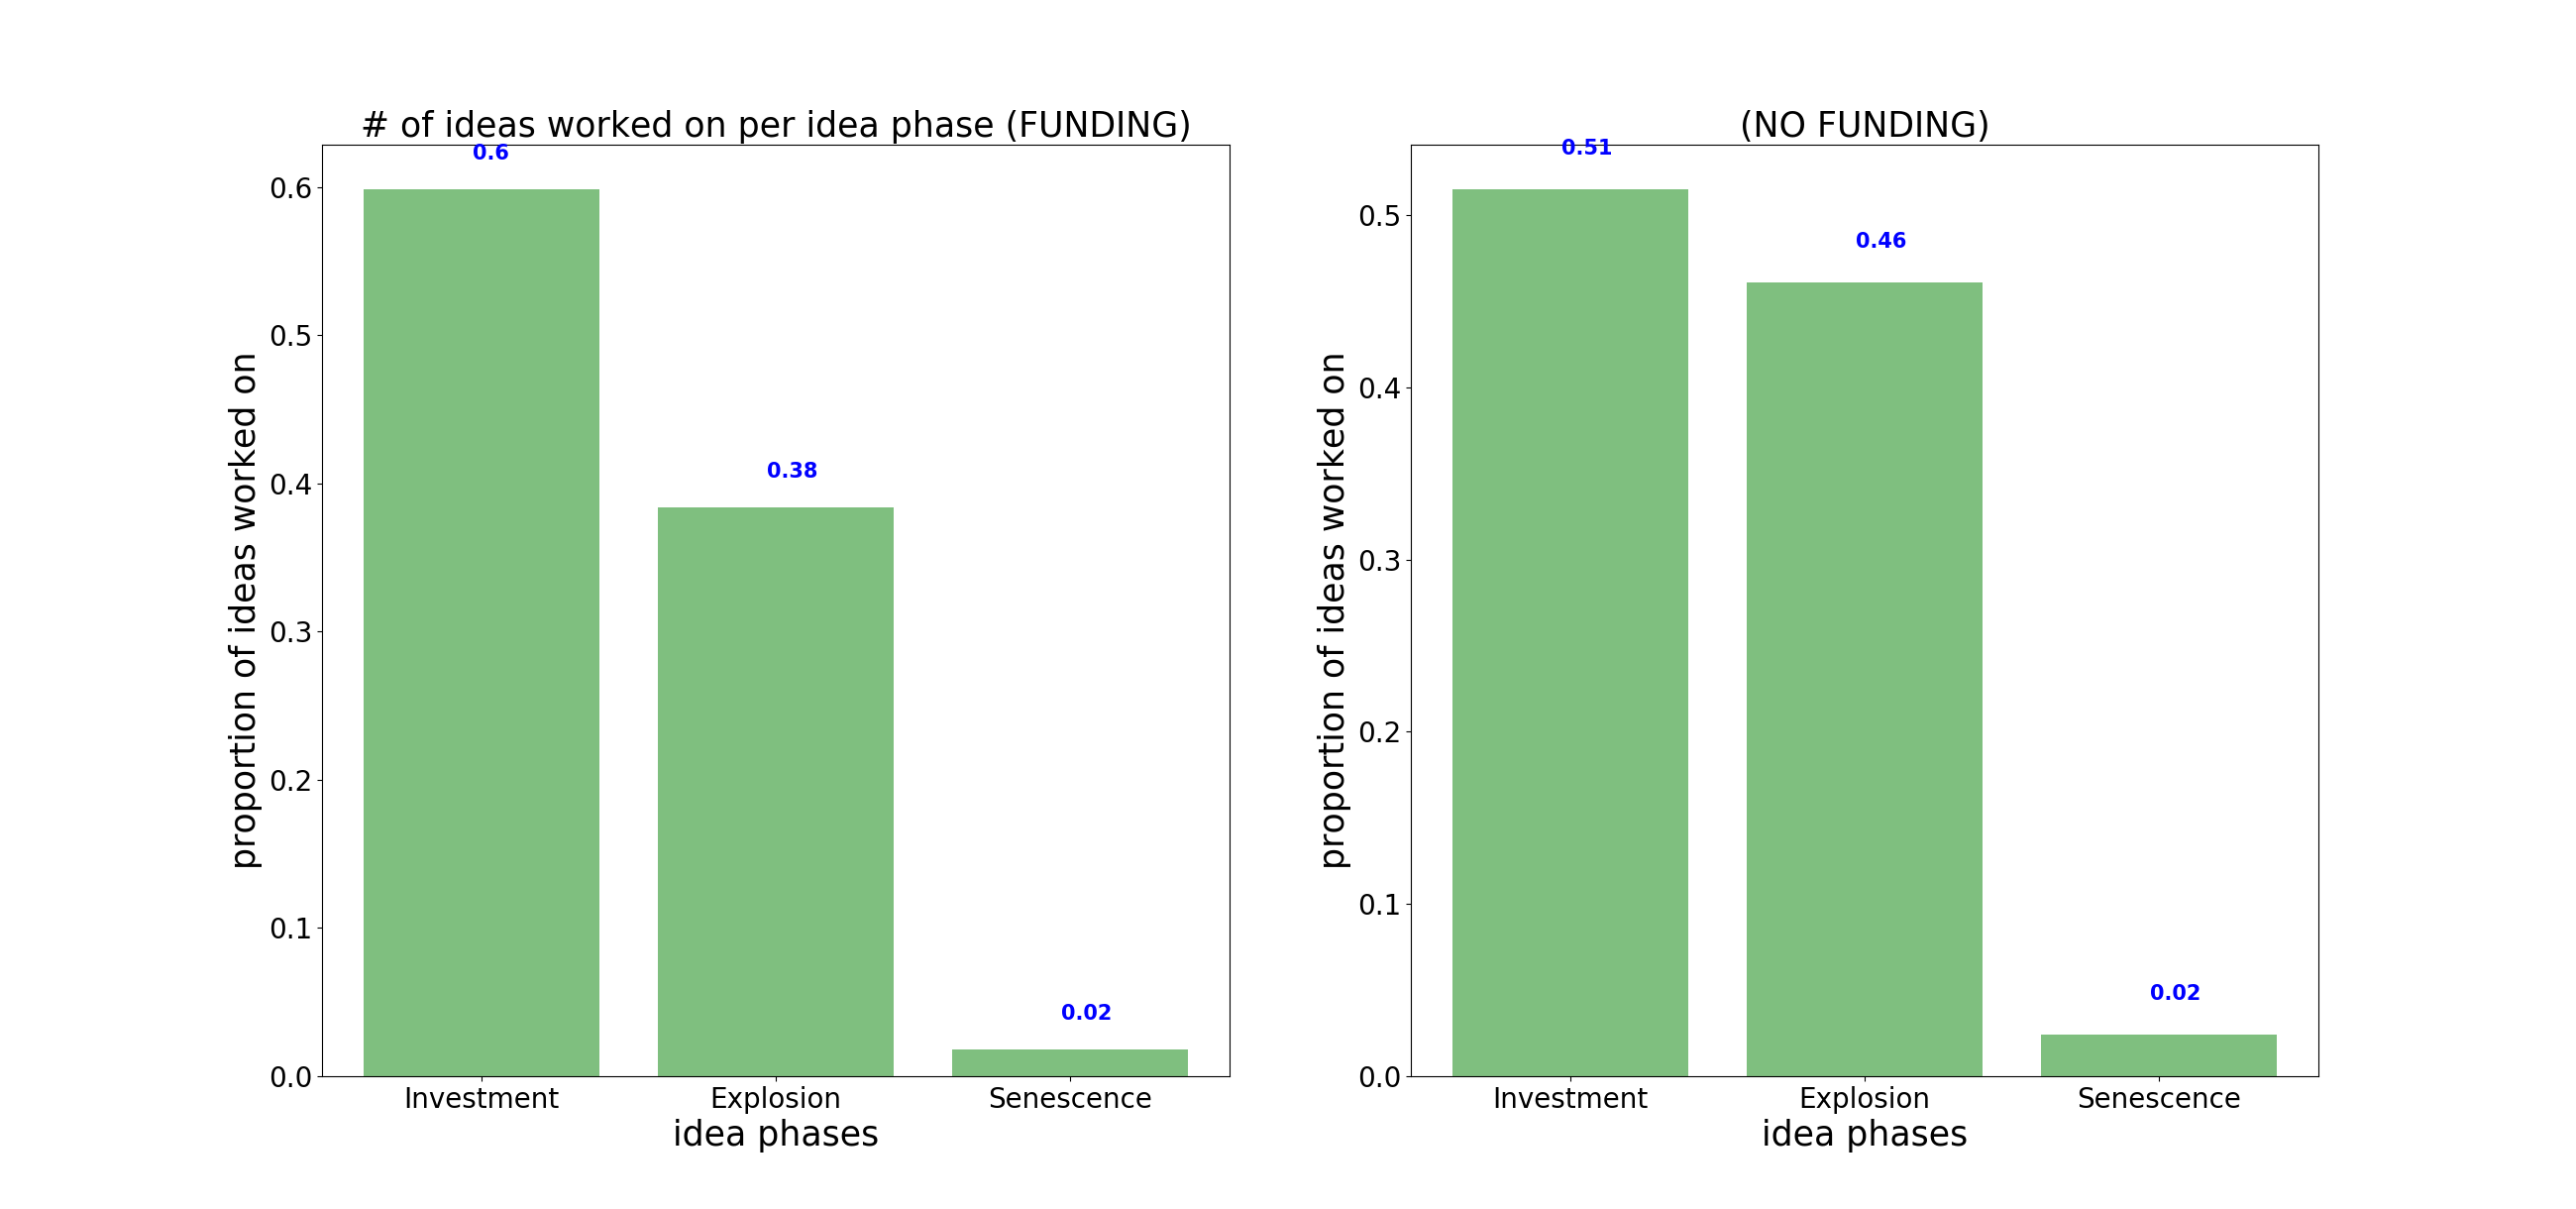 # of ideas worked on per idea phase (FUNDING)
0.6
0.38
0.02
0.6
0.5
0.4
0.3
0.2
0.1
0.0
proportion of ideas worked on
Investment Explosion Senescence
idea phases
(NO FUNDING)
0.51
0.46
0.02
0.5
0.4
0.3
0.2
0.1
0.0
proportion of ideas worked on
Investment Explosion Senescence
idea phases